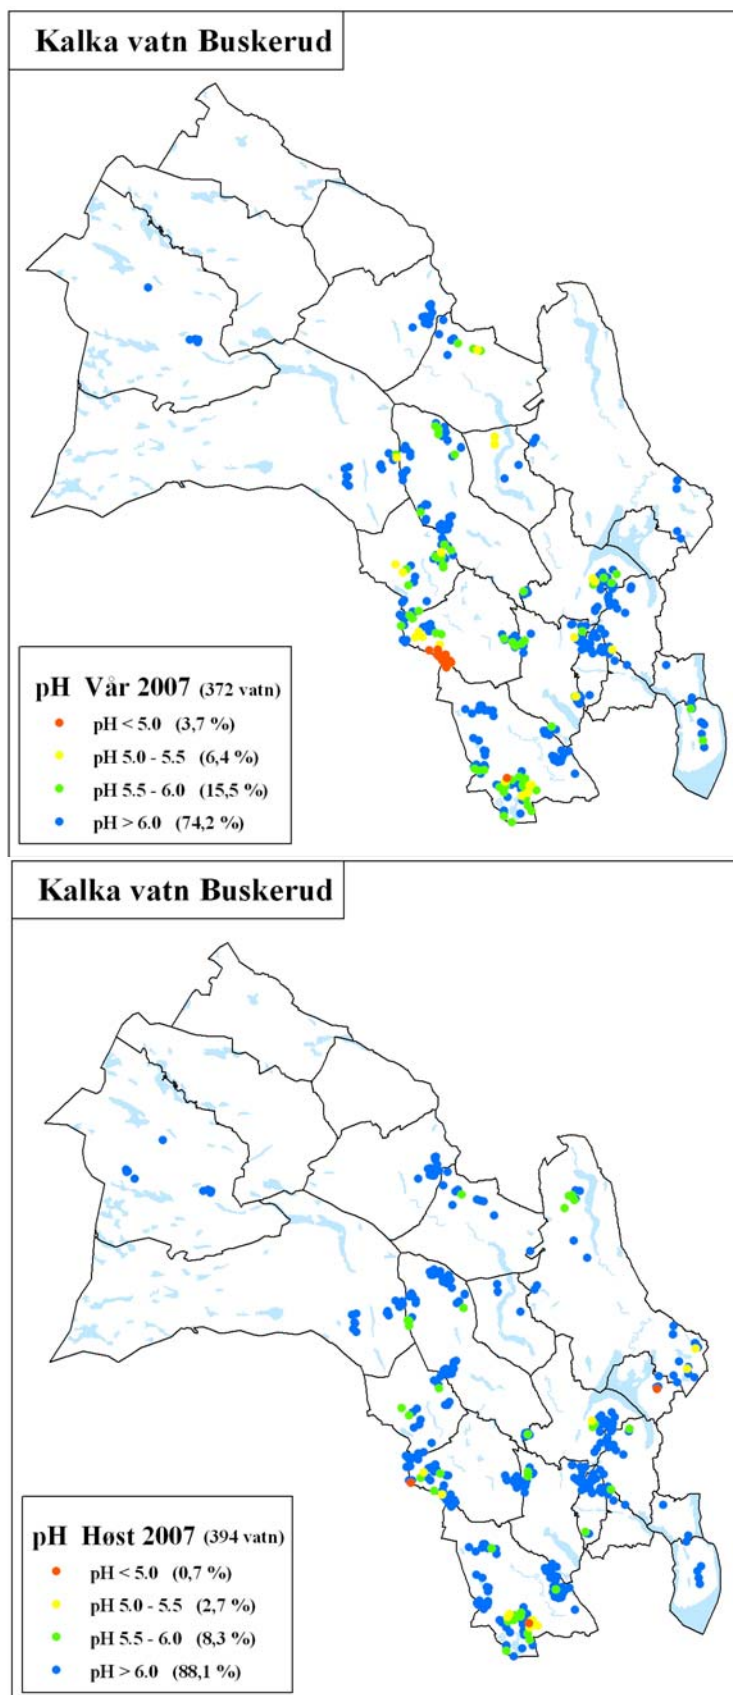 Kalka vatn Buskerud
pH Vår 2007 (372 vatn)
pH < 5.0 (3,7 %)
pH 5.0 - 5.5 (6,4 %)
pH 5.5 - 6.0 (15,5 %)
pH > 6.0 (74,2 %)
Kalka vatn Buskerud
pH Høst 2007 (394 vatn)
pH < 5.0 (0,7 %)
pH 5.0 - 5.5 (2,7 %)
pH 5.5 - 6.0 (8,3 %)
pH > 6.0 (88,1 %)